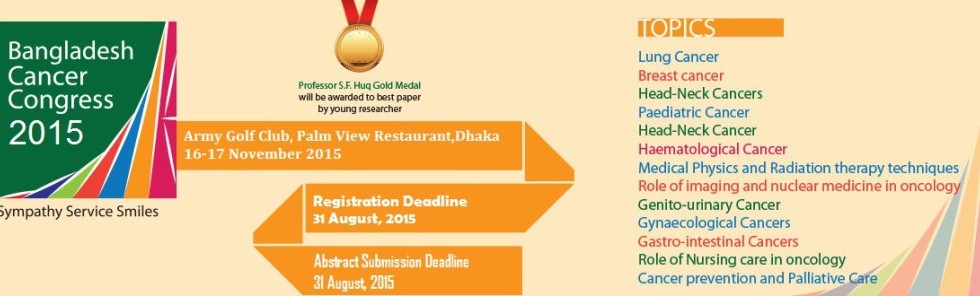 Bangladesh
Cancer
Congress
2015
Sympathy Service Smiles
Professor S.F. Huq Gold Medal
will be awarded to best paper
by young researcher
Army Golf Club, Palm View Restaurant,Dhaka
16-17 November 2015
Registration Deadline
31 August, 2015
Abstract Submission Deadline
31 August, 2015
TOPICS
Lung Cancer
Breast cancer
Head-Neck Cancers
Paediatric Cancer
Head-Neck Cancer
Haematological Cancer
Medical Physics and Radiation therapy techniques
Role of imaging and nuclear medicine in oncology
Genito-urinary Cancer
Gynaecological Cancers
Gastro-intestinal Cancers
Role of Nursing care in oncology
Cancer prevention and Palliative Care